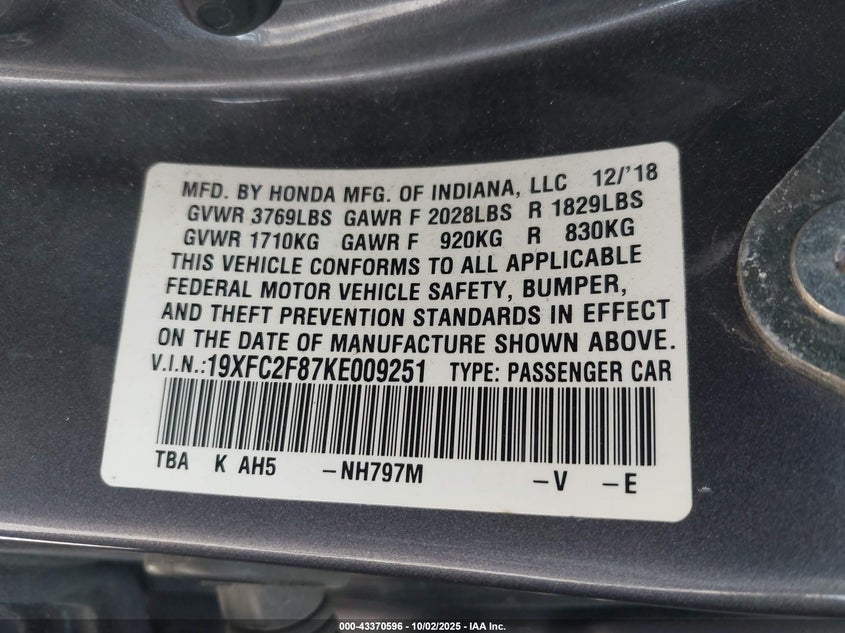 MFD. BY HONDA MFG. OF INDIANA, LLC 12/'18
GVWR 3769LBS GAWR F 2028LBS R 1829LBS
GVWR 1710KG GAWR F 920KG R 830KG
THIS VEHICLE CONFORMS TO ALL APPLICABLE
FEDERAL MOTOR VEHICLE SAFETY, BUMPER,
AND THEFT PREVENTION STANDARDS IN EFFECT
ON THE DATE OF MANUFACTURE SHOWN ABOVE.
V.I.N.:19XFC2F87KE009251 TYPE: PASSENGER CAR
TBA K AH5 -NH797M -V -E
000-43370596 - 10/02/2025 - IAA Inc.